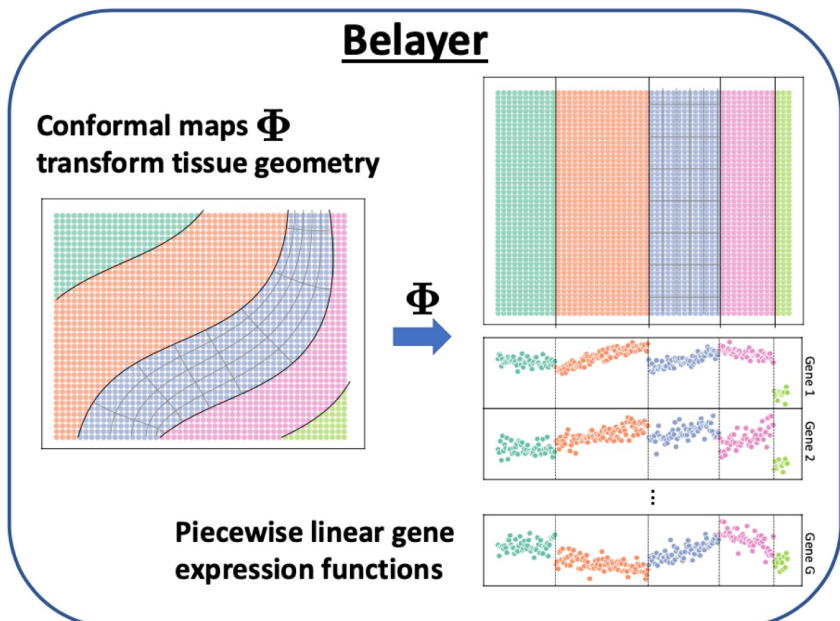 Belayer
Conformal maps Φ
transform tissue geometry
Φ
Gene 1
Gene 2
⋮
Gene G
Piecewise linear gene
expression functions